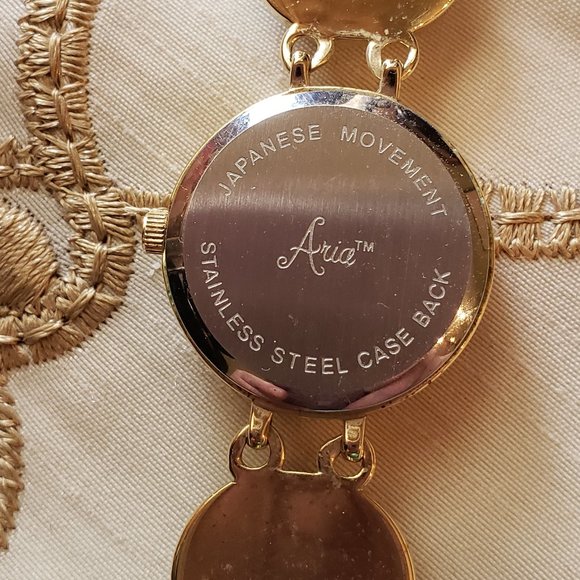 JAPANESE MOVEMENT
Aria™
STAINLESS STEEL CASE BACK